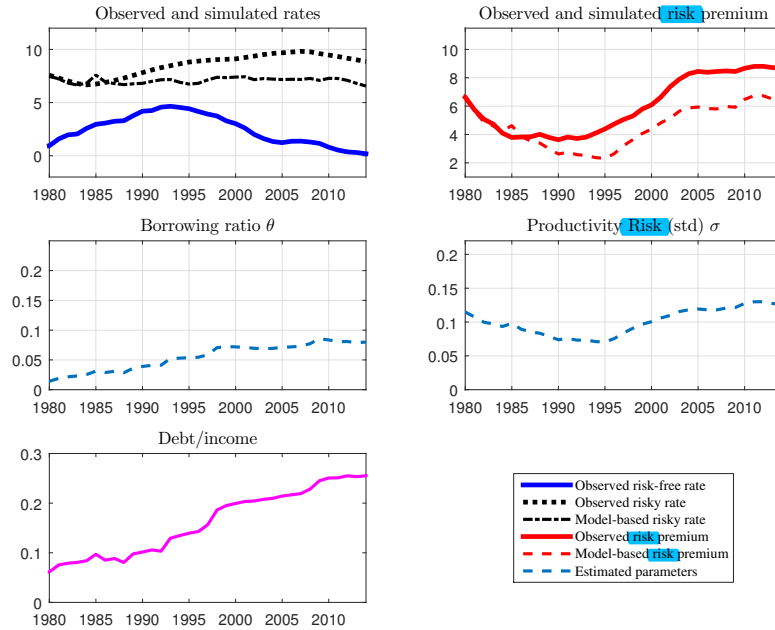 Observed and simulated rates
10
5
0
1980 1985 1990 1995 2000 2005 2010
Observed and simulated risk premium
10
8
6
4
2
1980 1985 1990 1995 2000 2005 2010
Borrowing ratio θ
0.2
0.15
0.1
0.05
0
1980 1985 1990 1995 2000 2005 2010
Productivity Risk (std) σ
0.2
0.15
0.1
0.05
0
1980 1985 1990 1995 2000 2005 2010
Debt/income
0.3
0.2
0.1
0
1980 1985 1990 1995 2000 2005 2010
Observed risk-free rate
Observed risky rate
Model-based risky rate
Observed risk premium
Model-based risk premium
Estimated parameters